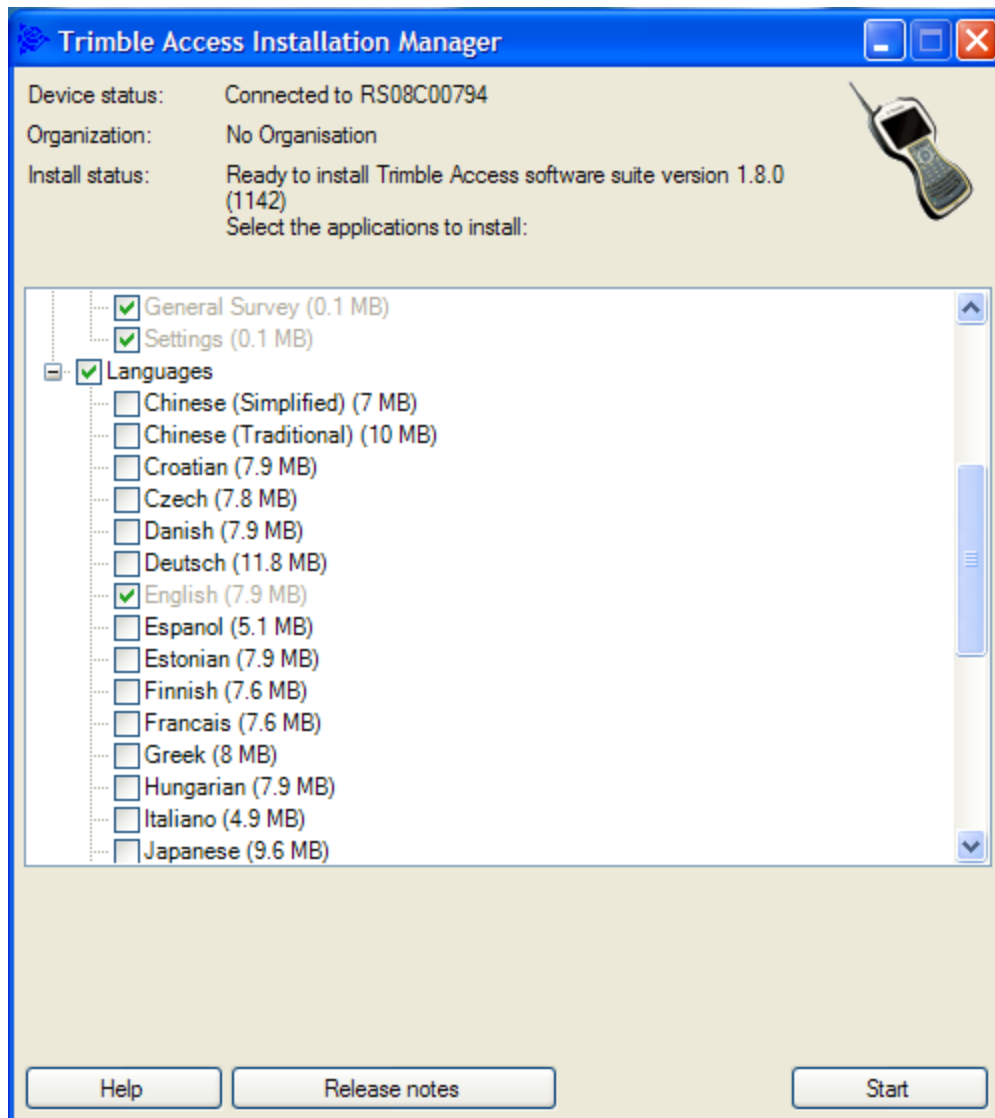 Trimble Access Installation Manager
Device status: Connected to RS08C00794
Organization: No Organisation
Install status: Ready to install Trimble Access software suite version 1.8.0
(1142)
Select the applications to install:
General Survey (0.1 MB)
Settings (0.1 MB)
Languages
Chinese (Simplified) (7 MB)
Chinese (Traditional) (10 MB)
Croatian (7.9 MB)
Czech (7.8 MB)
Danish (7.9 MB)
Deutsch (11.8 MB)
English (7.9 MB)
Espanol (5.1 MB)
Estonian (7.9 MB)
Finnish (7.6 MB)
Francais (7.6 MB)
Greek (8 MB)
Hungarian (7.9 MB)
Italiano (4.9 MB)
Japanese (9.6 MB)
Help Release notes Start